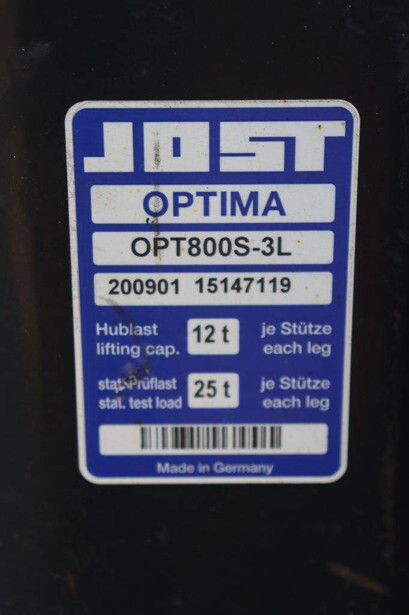 JOST
OPTIMA
OPT800S-3L
200901 15147119
Hublast 12 t je Stütze
lifting cap. each leg
stat. Prüflast 25 t je Stütze
stat. test load each leg
Made in Germany